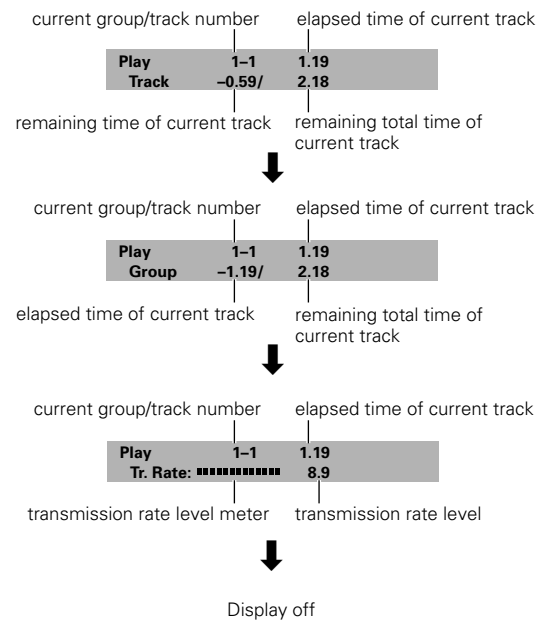 current group/track number elapsed time of current track
Play 1–1 1.19
Track –0.59/ 2.18
remaining time of current track remaining total time of
current track
current group/track number elapsed time of current track
Play 1–1 1.19
Group –1.19/ 2.18
elapsed time of current track remaining total time of
current track
current group/track number elapsed time of current track
Play 1–1 1.19
Tr. Rate: 8.9
transmission rate level meter transmission rate level
Display off